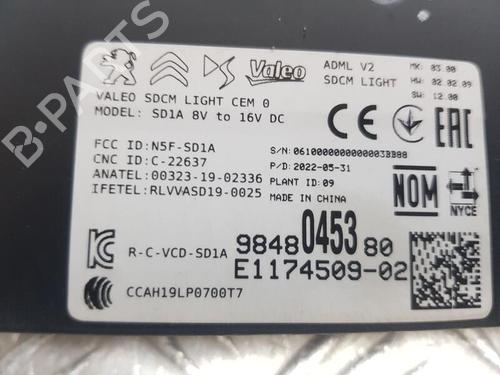 B-PARTS
Valeo
ADML V2
MK: 03.00
SDCM LIGHT
HW: 02.02.09
SW: 12.00
VALEO SDCM LIGHT CEM 0
MODEL: SD1A 8V to 16V DC
CE
EAC
FCC ID: N5F-SD1A
CNC ID: C-22637
ANATEL: 00323-19-02336
IFETEL: RLVVASD19-0025
P/D: 2022-05-31
PLANT ID: 09
MADE IN CHINA
NOM
NYCE
R-C-VCD-SD1A
98480453 80
E1174509-02
CCAH19LP0700T7